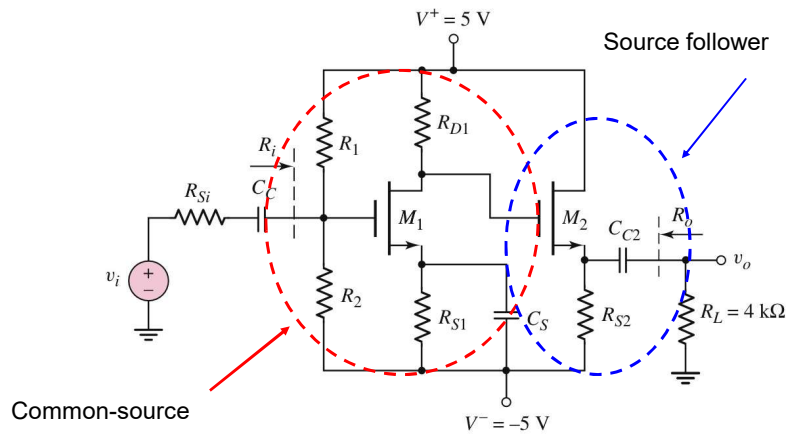 V⁺ = 5 V
Source follower
R_D1
R_1
R_i
R_Si
C_C
M_1
M_2
C_C2
R_o
v_i
+
−
v_o
R_2
R_S1
C_S
R_S2
R_L = 4 kΩ
Common-source
V⁻ = −5 V